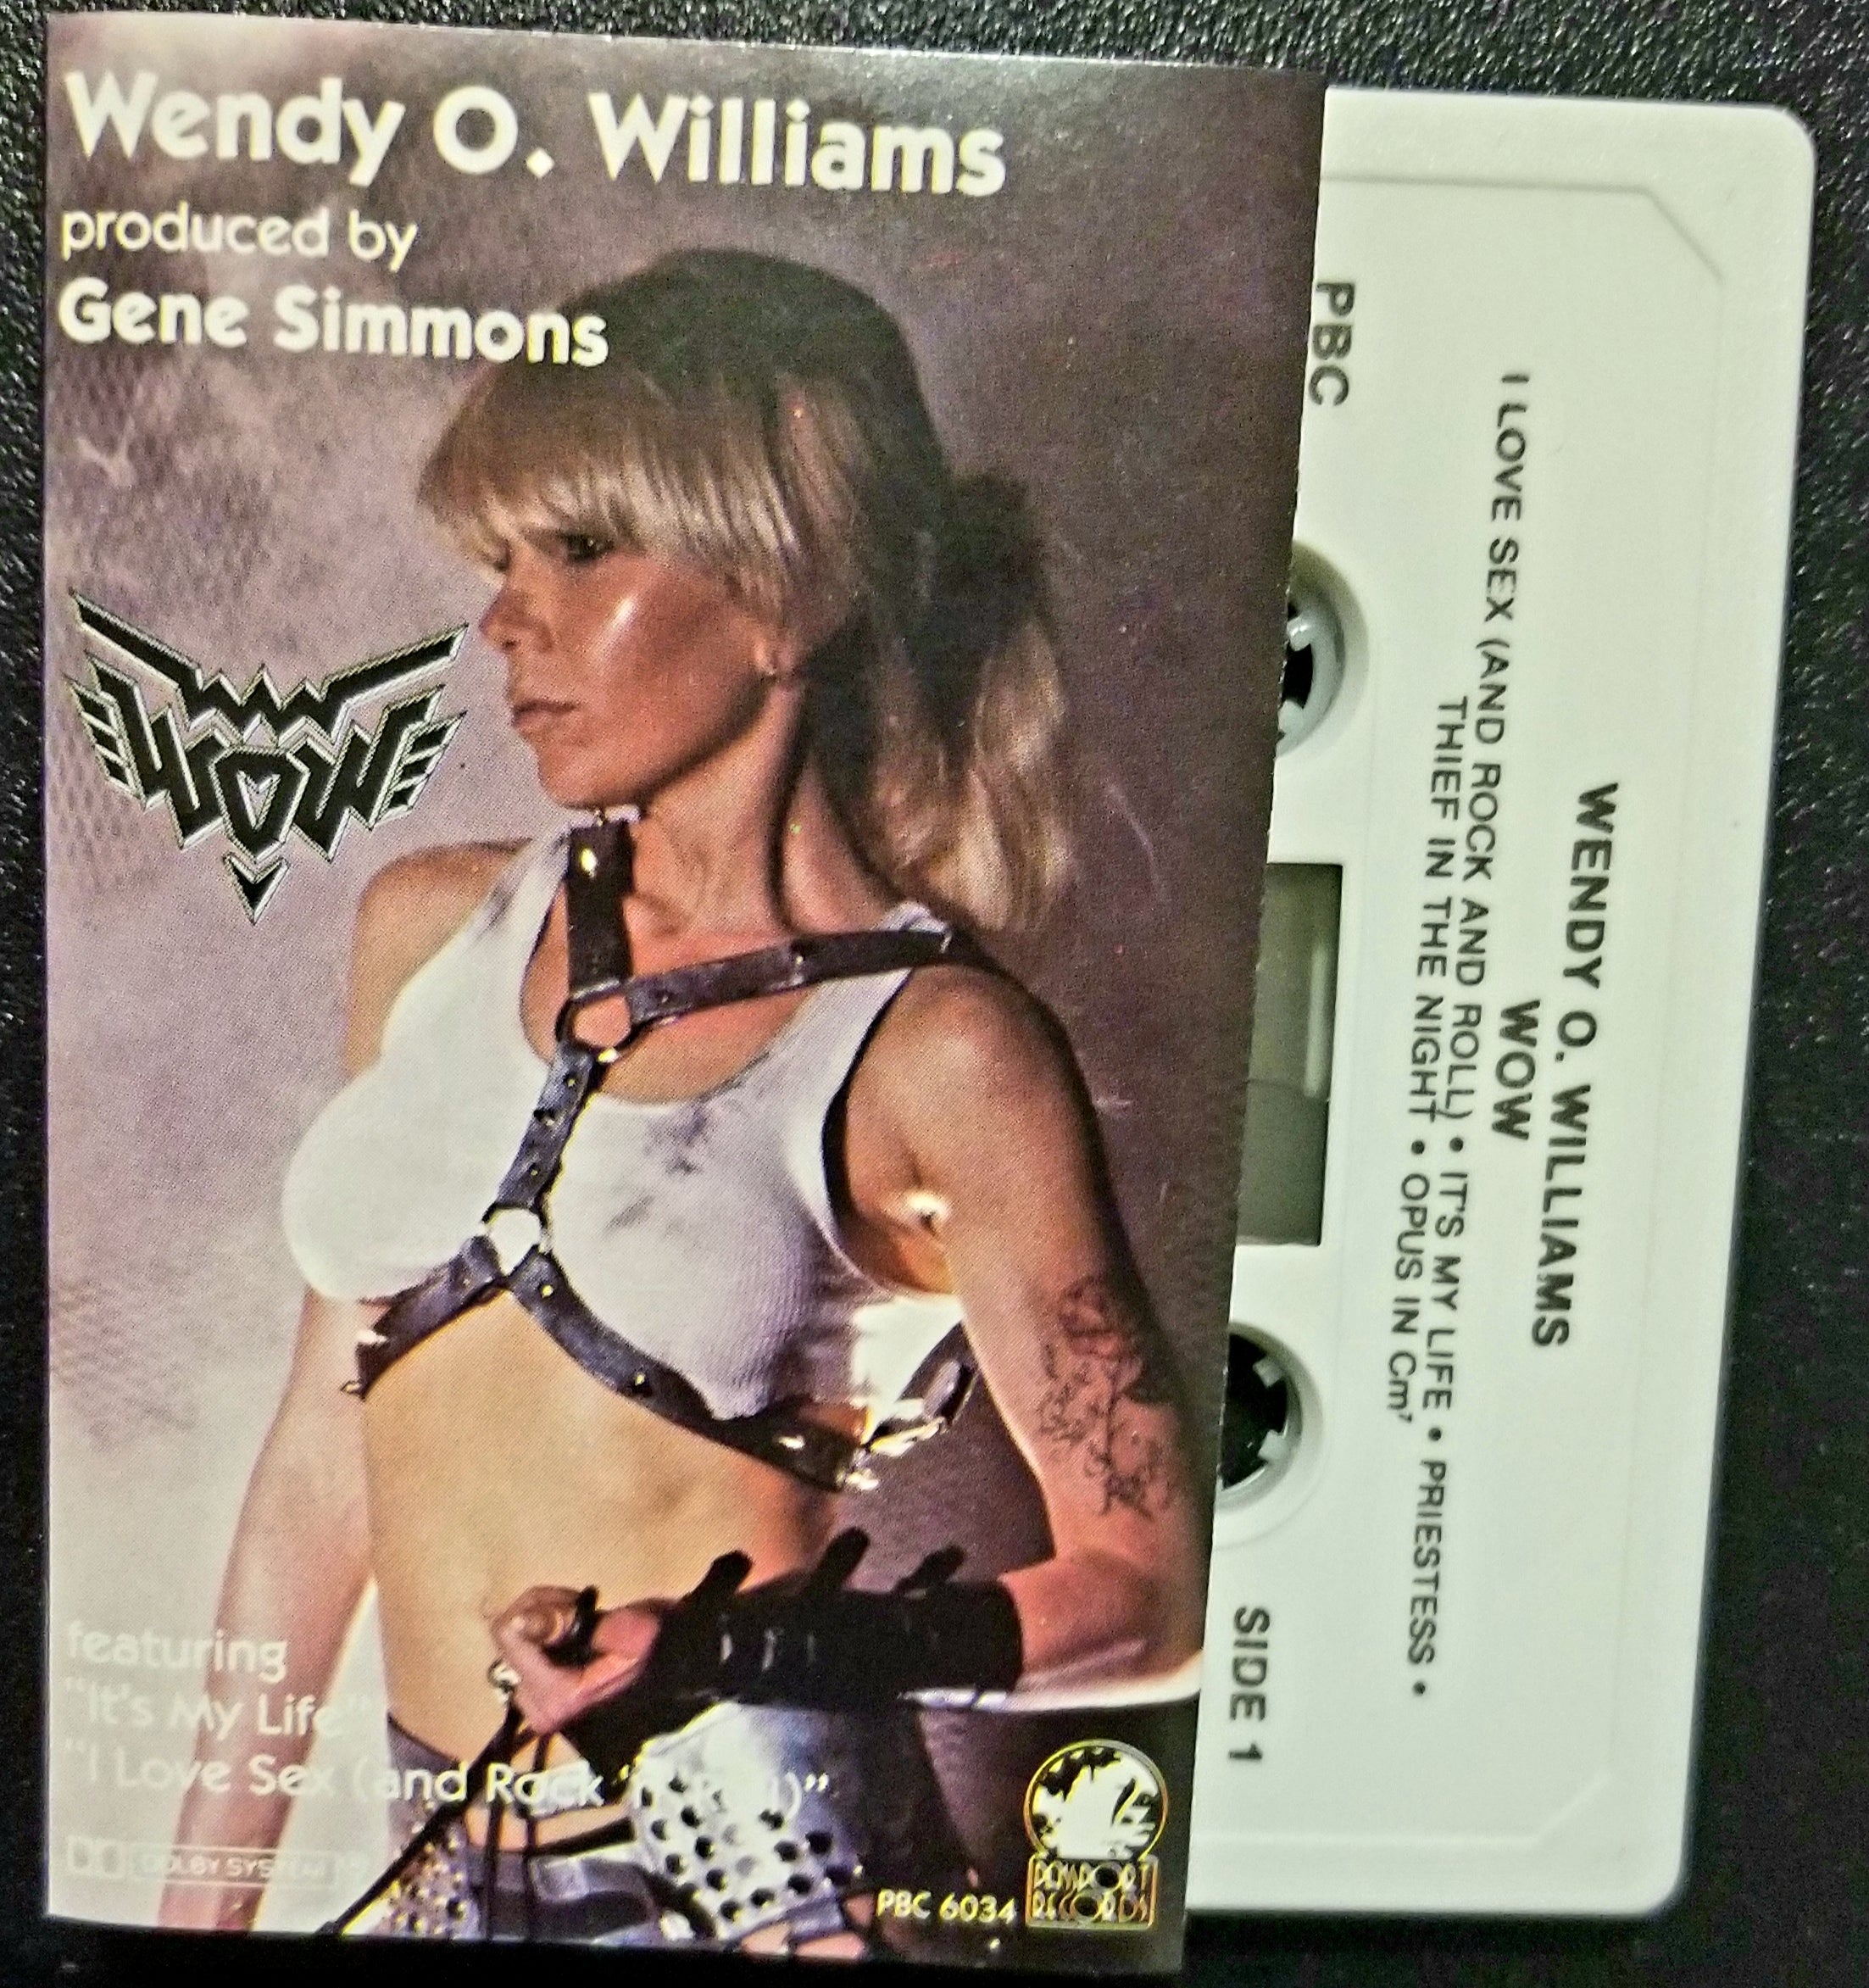 Wendy O. Williams
produced by
Gene Simmons
WOW
featuring
"It's My Life"
"I Love Sex (and Rock
DOLBY SYSTEM
PBC 6034
PASSPORT
RECORDS
PBC
WENDY O. WILLIAMS
WOW
I LOVE SEX (AND ROCK AND ROLL) • IT'S MY LIFE • PRIESTESS •
THIEF IN THE NIGHT • OPUS IN Cm⁷
SIDE 1